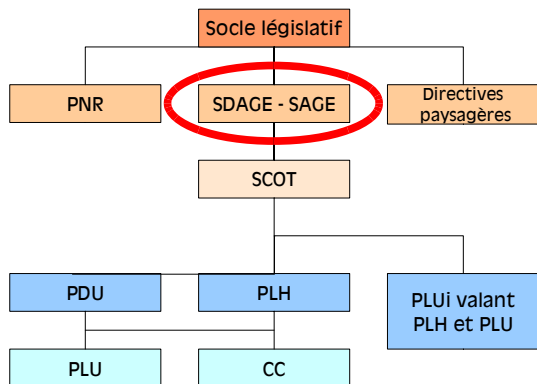 Socle législatif
PNR
SDAGE - SAGE
Directives
paysagères
SCOT
PDU
PLH
PLUi valant
PLH et PLU
PLU
CC